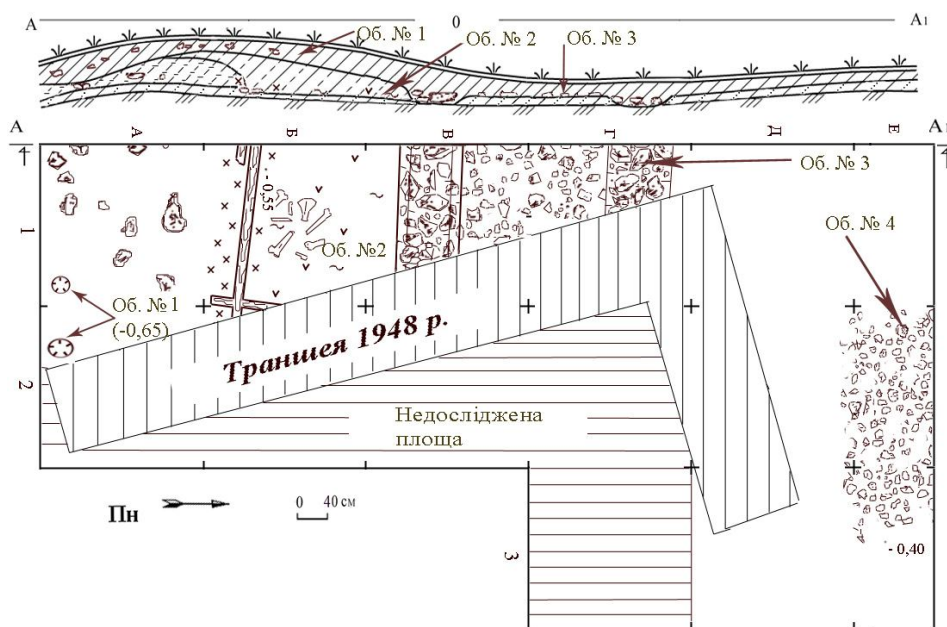 А 0 А1
Об. № 1
Об. № 2
Об. № 3
А А
А Б В Г Д Е
Об. № 3
- 0,55
Об. № 4
1
Об. №2
Об. № 1
(-0,65)
Траншея 1948 р.
2
Недосліджена
площа
Пн
0 40 см
3
- 0,40